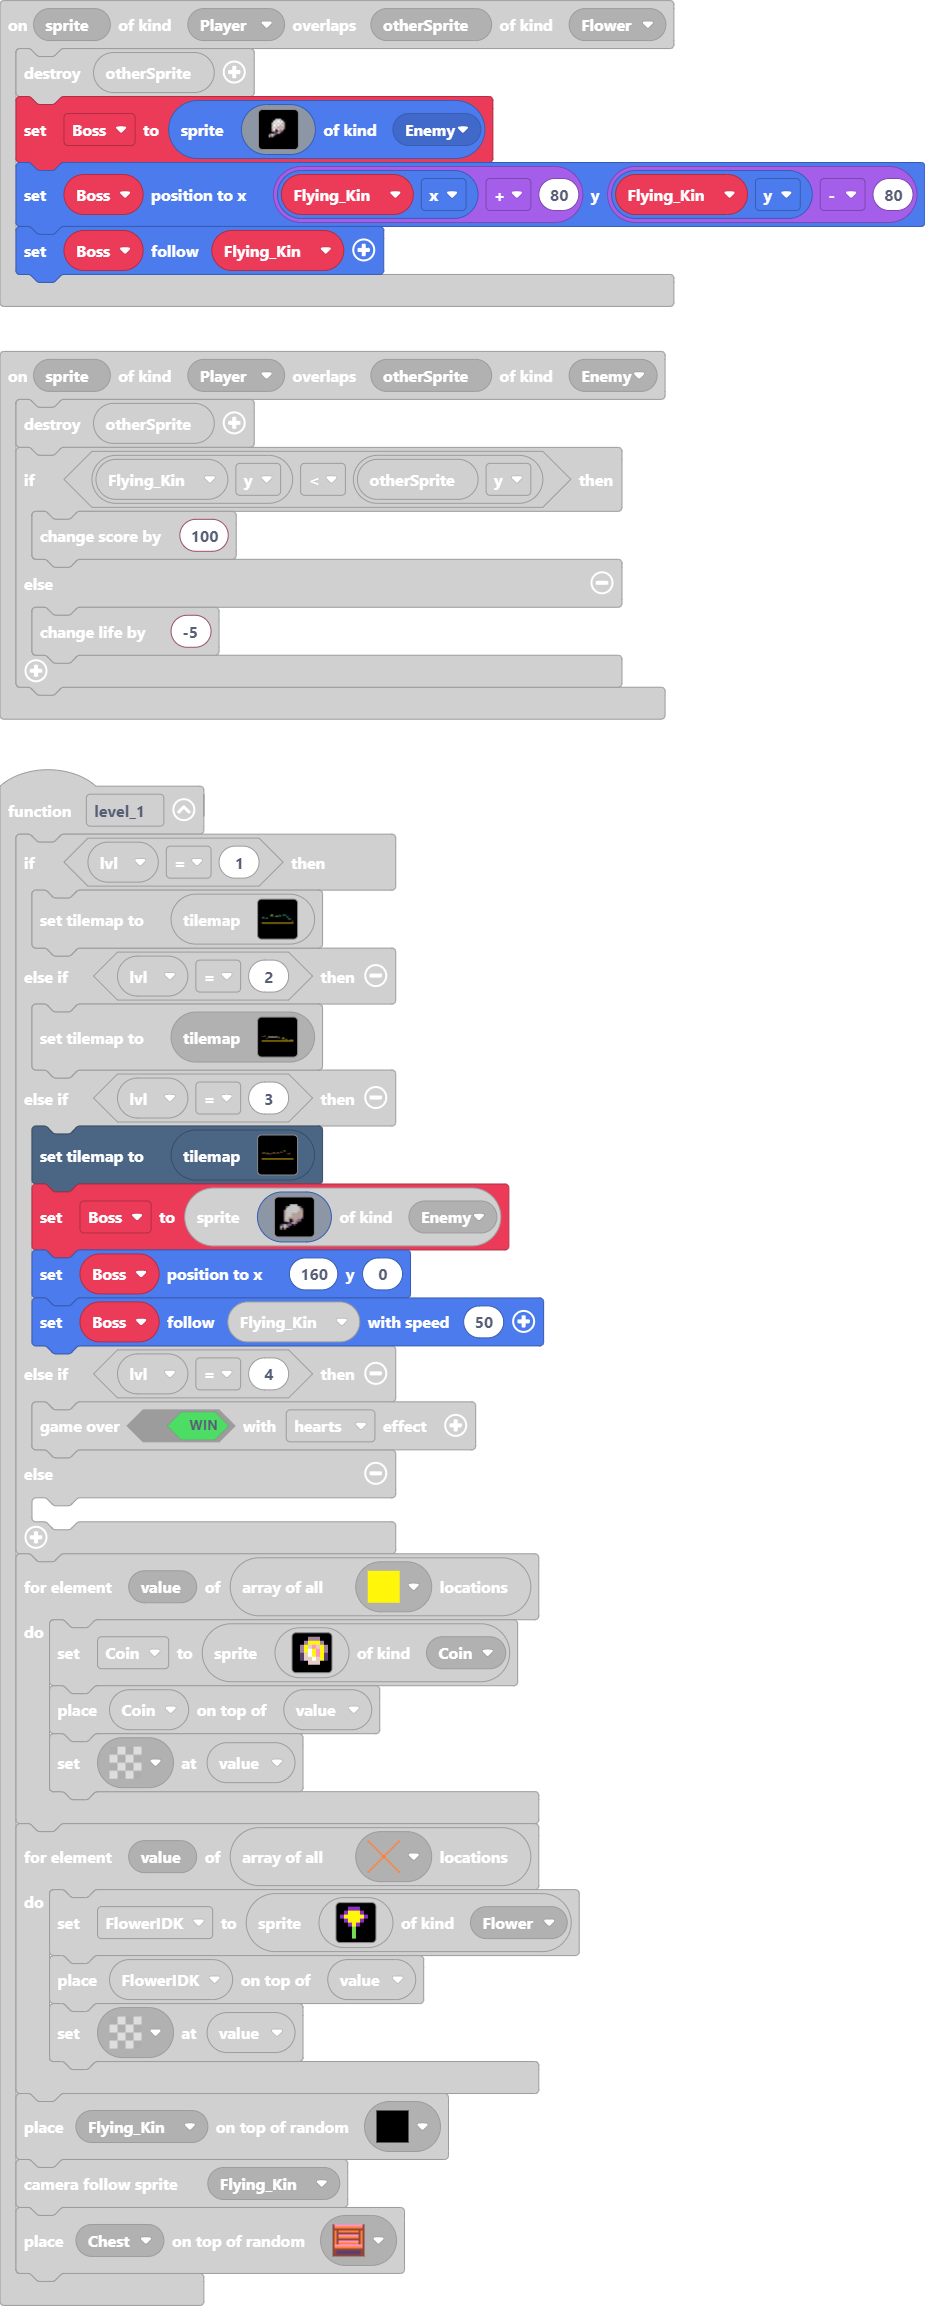 on sprite of kind Player overlaps otherSprite of kind Flower
destroy otherSprite
set Boss to sprite of kind Enemy
set Boss position to x Flying_Kin x + 80 y Flying_Kin y - 80
set Boss follow Flying_Kin
on sprite of kind Player overlaps otherSprite of kind Enemy
destroy otherSprite
if Flying_Kin y < otherSprite y then
change score by 100
else
change life by -5
function level_1
if lvl = 1 then
set tilemap to tilemap
else if lvl = 2 then
set tilemap to tilemap
else if lvl = 3 then
set tilemap to tilemap
set Boss to sprite of kind Enemy
set Boss position to x 160 y 0
set Boss follow Flying_Kin with speed 50
else if lvl = 4 then
game over WIN with hearts effect
else
for element value of array of all locations
do
set Coin to sprite of kind Coin
place Coin on top of value
set at value
for element value of array of all locations
do
set FlowerIDK to sprite of kind Flower
place FlowerIDK on top of value
set at value
place Flying_Kin on top of random
camera follow sprite Flying_Kin
place Chest on top of random